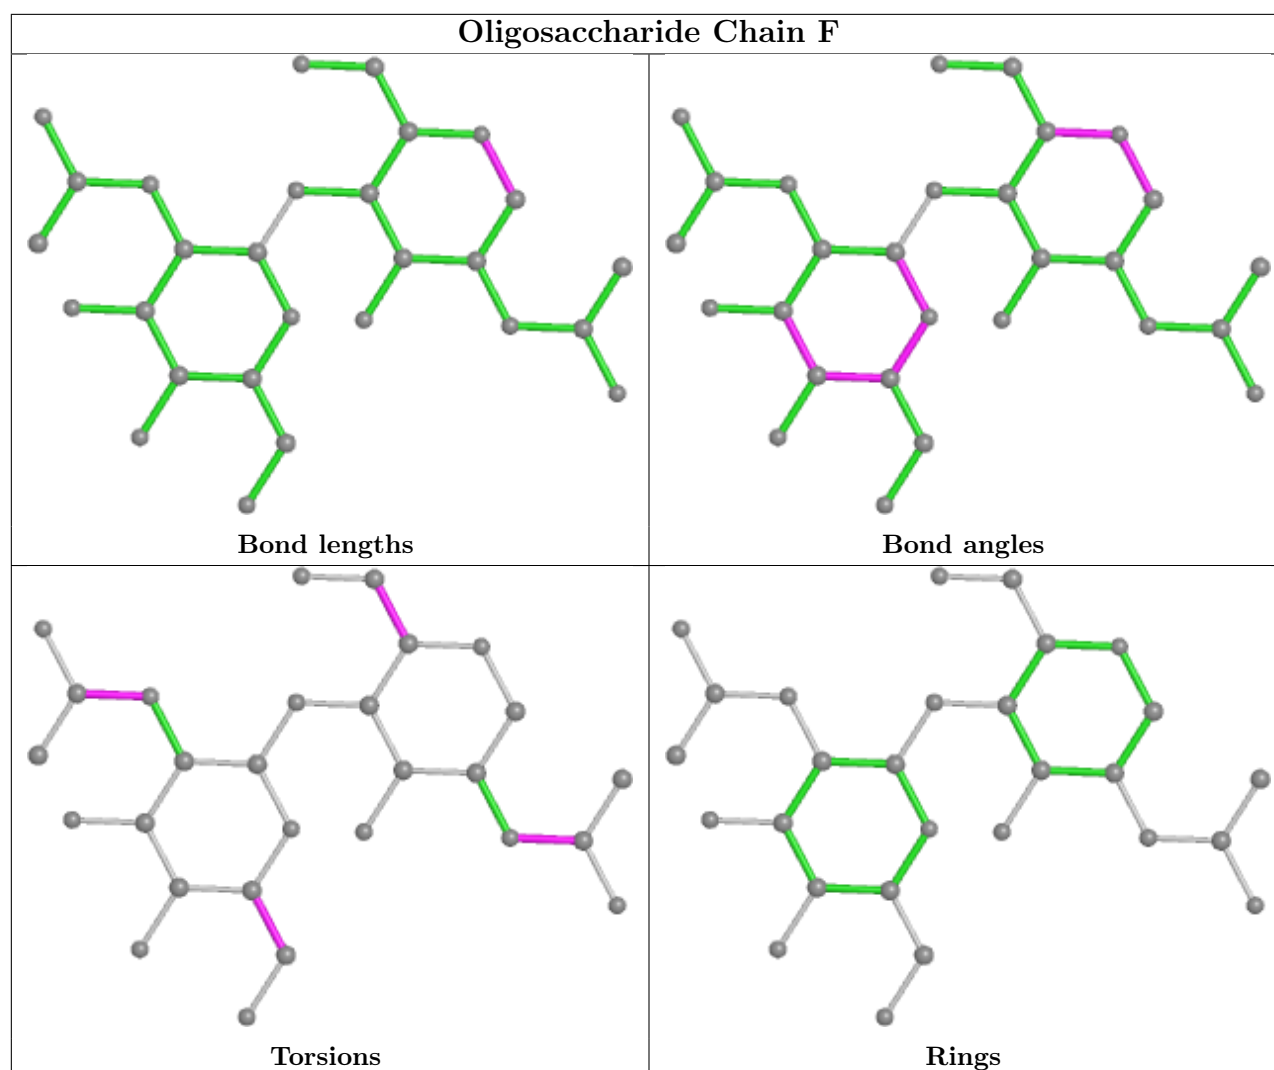 Oligosaccharide Chain F
Bond lengths
Bond angles
Torsions
Rings